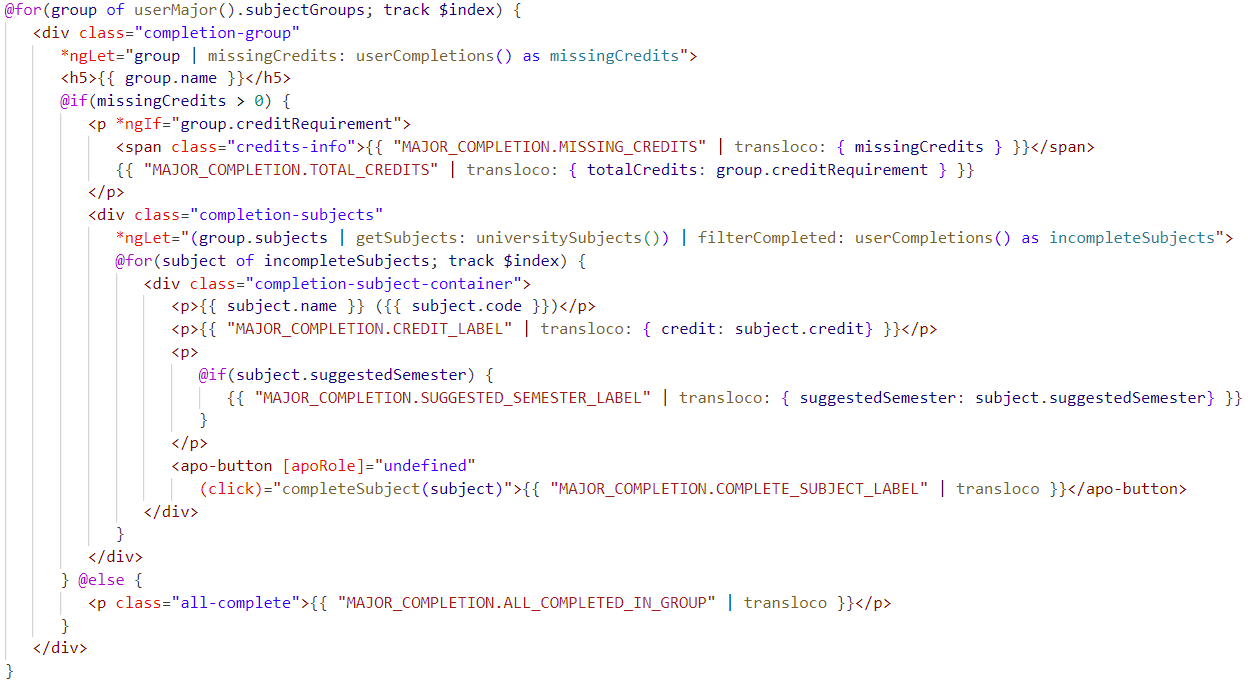 @for(group of userMajor().subjectGroups; track $index) {
<div class="completion-group"
*ngLet="group | missingCredits: userCompletions() as missingCredits">
<h5>{{ group.name }}</h5>
@if(missingCredits > 0) {
<p *ngIf="group.creditRequirement">
<span class="credits-info">{{ "MAJOR_COMPLETION.MISSING_CREDITS" | transloco: { missingCredits } }}</span>
{{ "MAJOR_COMPLETION.TOTAL_CREDITS" | transloco: { totalCredits: group.creditRequirement } }}
</p>
<div class="completion-subjects"
*ngLet="(group.subjects | getSubjects: universitySubjects()) | filterCompleted: userCompletions() as incompleteSubjects">
@for(subject of incompleteSubjects; track $index) {
<div class="completion-subject-container">
<p>{{ subject.name }} ({{ subject.code }})</p>
<p>{{ "MAJOR_COMPLETION.CREDIT_LABEL" | transloco: { credit: subject.credit} }}</p>
<p>
@if(subject.suggestedSemester) {
{{ "MAJOR_COMPLETION.SUGGESTED_SEMESTER_LABEL" | transloco: { suggestedSemester: subject.suggestedSemester} }}
}
</p>
<apo-button [apoRole]="undefined"
(click)="completeSubject(subject)">{{ "MAJOR_COMPLETION.COMPLETE_SUBJECT_LABEL" | transloco }}</apo-button>
</div>
}
</div>
} @else {
<p class="all-complete">{{ "MAJOR_COMPLETION.ALL_COMPLETED_IN_GROUP" | transloco }}</p>
}
</div>
}